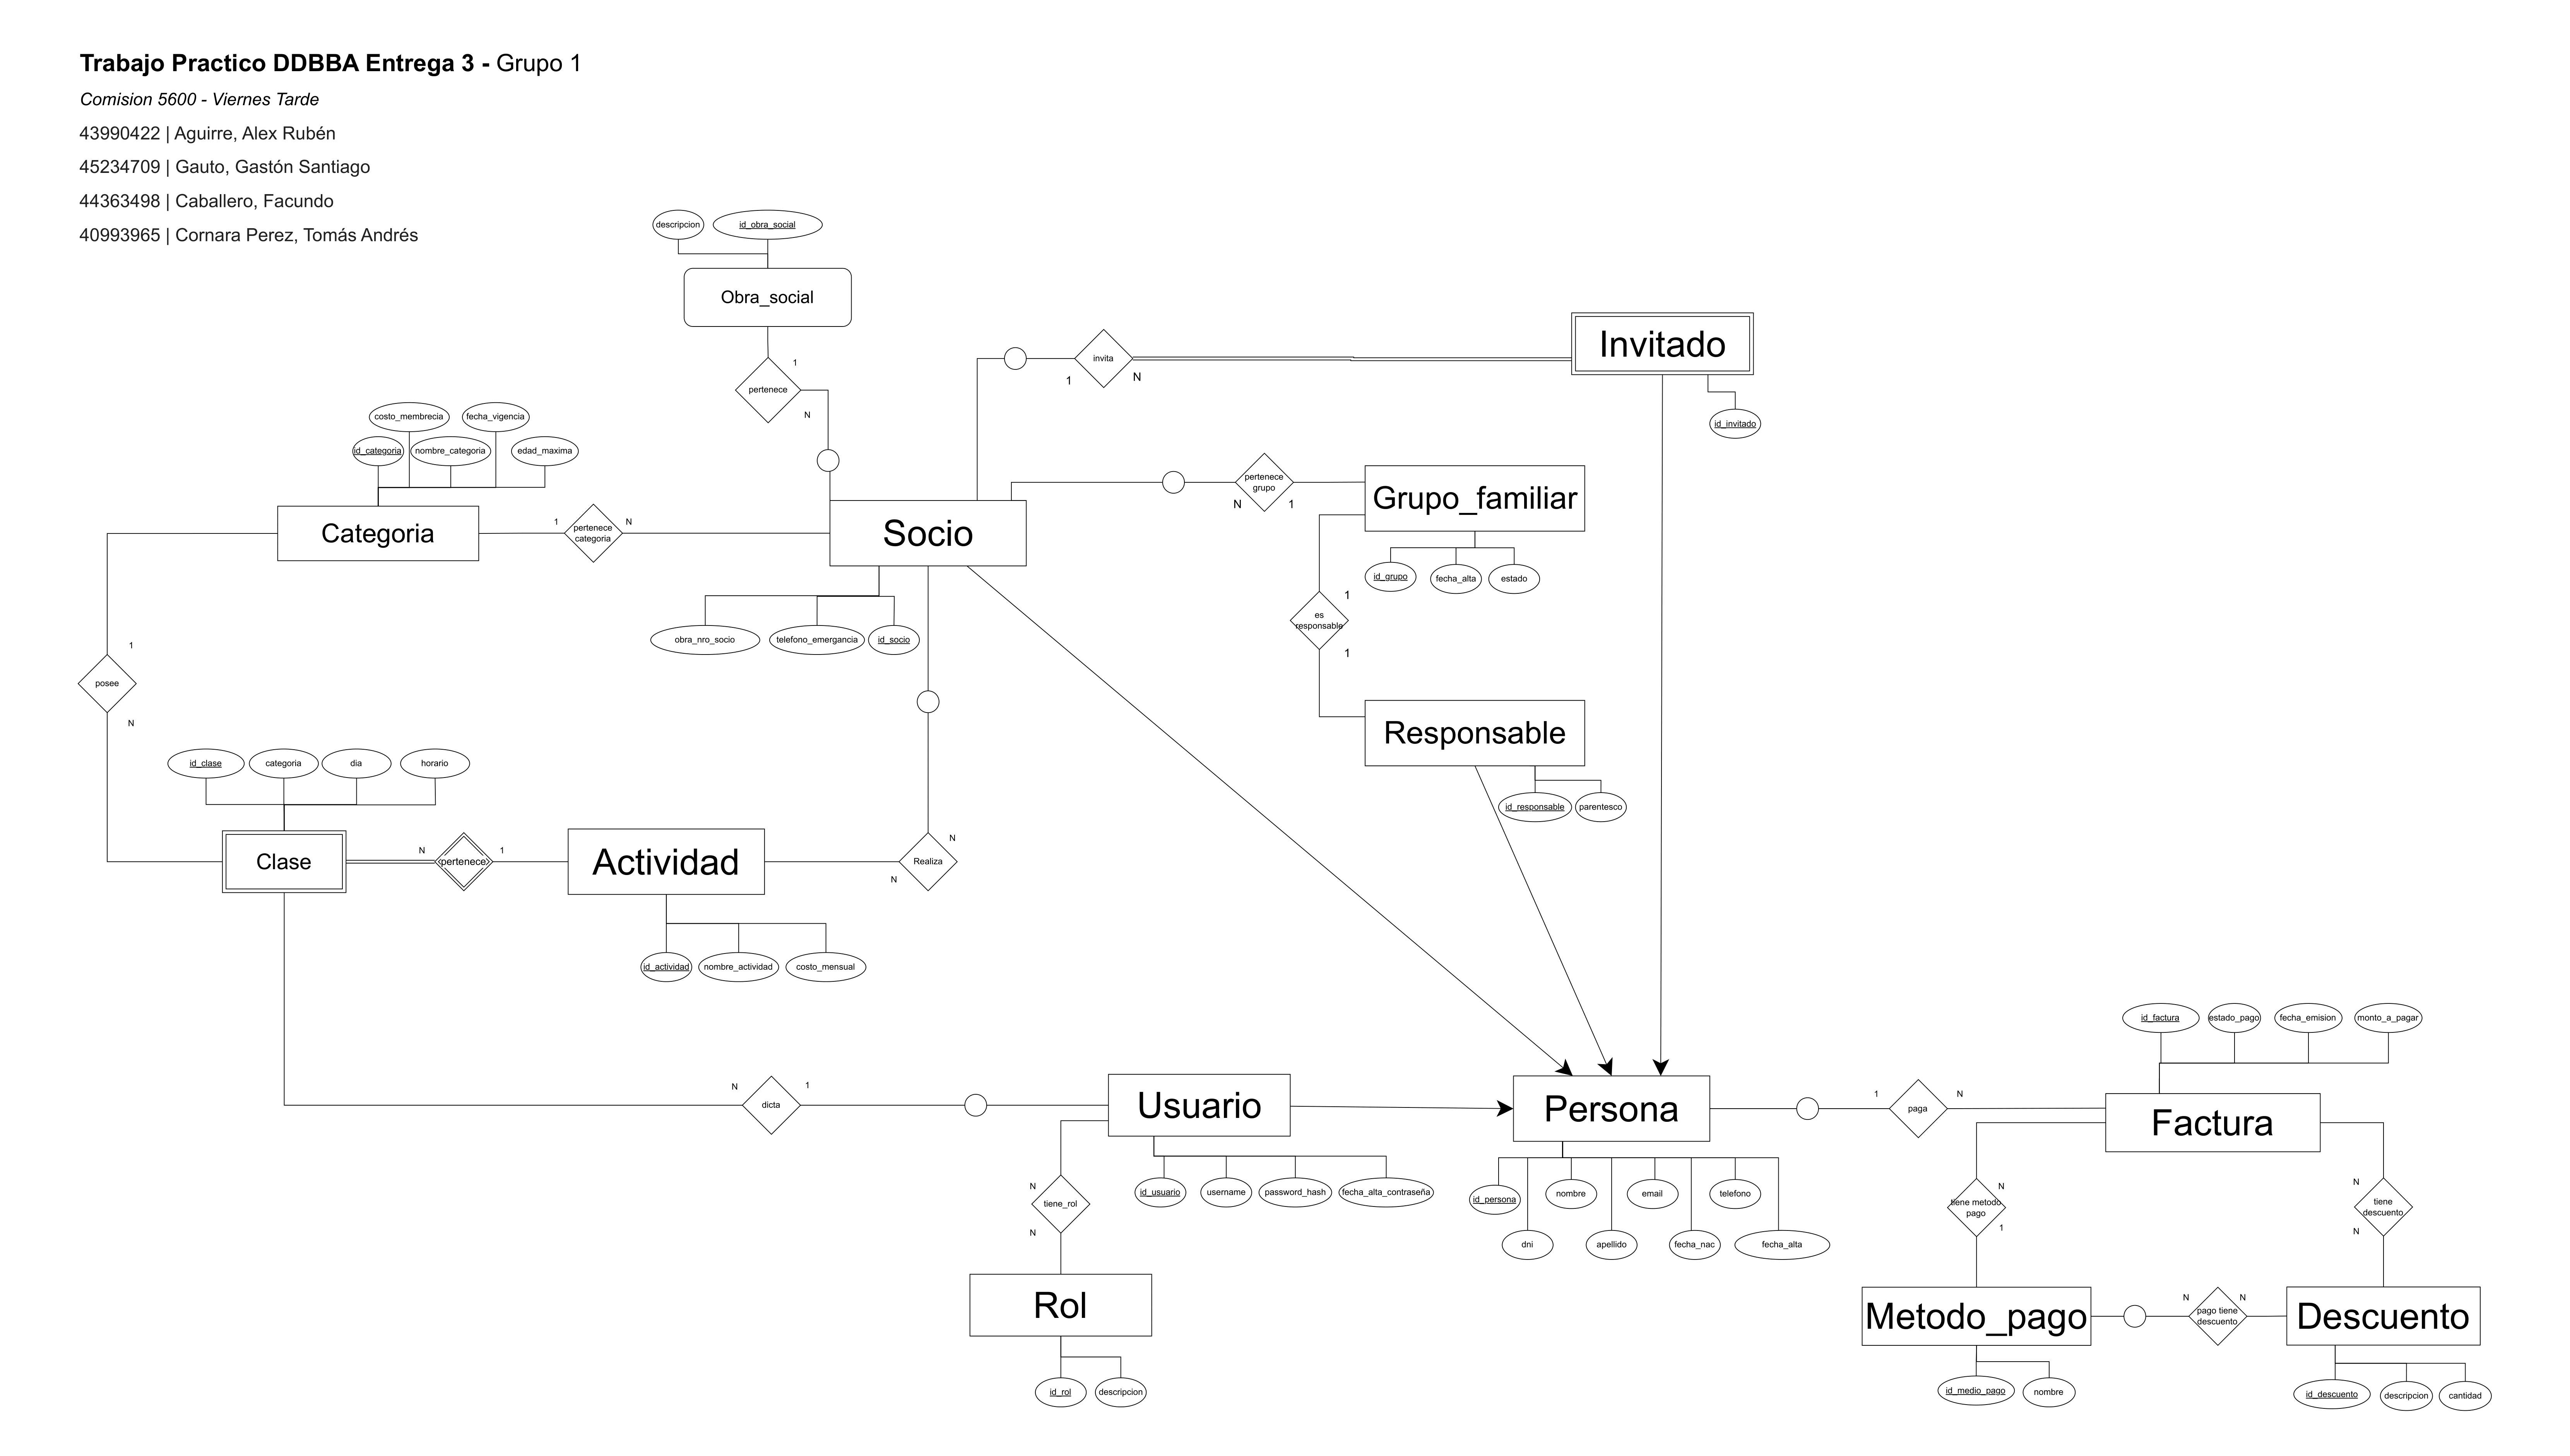 Trabajo Practico DDBBA Entrega 3 - Grupo 1
Comision 5600 - Viernes Tarde
43990422 | Aguirre, Alex Rubén
45234709 | Gauto, Gastón Santiago
44363498 | Caballero, Facundo
40993965 | Cornara Perez, Tomás Andrés
descripcion
id_obra_social
Obra_social
1
pertenece
N
invita
1
N
Invitado
id_invitado
costo_membrecia
fecha_vigencia
id_categoria
nombre_categoria
edad_maxima
Categoria
1
pertenece
categoria
N
Socio
obra_nro_socio
telefono_emergancia
id_socio
pertenece
grupo
N
1
Grupo_familiar
id_grupo
fecha_alta
estado
1
es
responsable
1
Responsable
id_responsable
parentesco
1
posee
N
id_clase
categoria
dia
horario
Clase
N
pertenece
1
Actividad
N
Realiza
N
id_actividad
nombre_actividad
costo_mensual
N
dicta
1
Usuario
id_usuario
username
password_hash
fecha_alta_contraseña
N
tiene_rol
N
Rol
id_rol
descripcion
Persona
id_persona
nombre
email
telefono
dni
apellido
fecha_nac
fecha_alta
1
paga
N
id_factura
estado_pago
fecha_emision
monto_a_pagar
Factura
N
tiene metodo
pago
1
N
tiene
descuento
N
Metodo_pago
N
pago tiene
descuento
N
Descuento
id_medio_pago
nombre
id_descuento
descripcion
cantidad